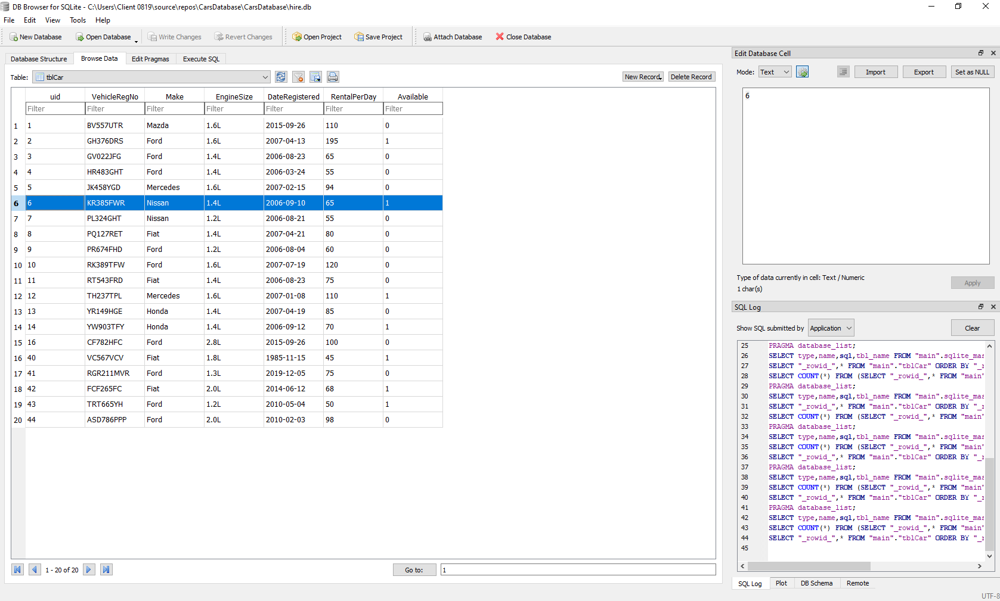 DB Browser for SQLite - C:\Users\Client 0819\source\repos\CarsDatabase\CarsDatabase\hire.db
File Edit View Tools Help
New Database Open Database Write Changes Revert Changes Open Project Save Project Attach Database Close Database
Database Structure Browse Data Edit Pragmas Execute SQL
Table: tblCar New Record Delete Record
uid VehicleRegNo Make EngineSize DateRegistered RentalPerDay Available
Filter Filter Filter Filter Filter Filter Filter
1 1 BV557UTR Mazda 1.6L 2015-09-26 110 0
2 2 GH376DRS Ford 1.6L 2007-04-13 195 1
3 3 GV022JFG Ford 1.4L 2006-08-23 65 0
4 4 HR483GHT Ford 1.4L 2006-03-24 55 0
5 5 JK458YGD Mercedes 1.6L 2007-02-15 94 0
6 6 KR385FWR Nissan 1.4L 2006-09-10 65 1
7 7 PL324GHT Nissan 1.2L 2006-08-21 55 0
8 8 PQ127RET Fiat 1.4L 2007-04-21 80 0
9 9 PR674FHD Ford 1.2L 2006-08-04 60 0
10 10 RK389TFW Ford 1.6L 2007-07-19 120 0
11 11 RT543FRD Fiat 1.4L 2006-08-23 75 0
12 12 TH237TPL Mercedes 1.6L 2007-01-08 110 1
13 13 YR149HGE Honda 1.4L 2007-04-19 85 0
14 14 YW903TFY Honda 1.4L 2006-09-12 70 1
15 16 CF782HFC Ford 2.8L 2015-09-26 100 0
16 40 VC567VCV Fiat 1.8L 1985-11-15 45 1
17 41 RGR211MVR Ford 1.3L 2019-12-05 75 0
18 42 FCF265FC Fiat 2.0L 2014-06-12 68 1
19 43 TRT665YH Ford 1.2L 2010-05-04 50 1
20 44 ASD786PPP Ford 2.0L 2010-02-03 98 0
1 - 20 of 20 Go to: 1
Edit Database Cell
Mode: Text Import Export Set as NULL
6
Type of data currently in cell: Text / Numeric
1 char(s)
Apply
SQL Log
Show SQL submitted by Application Clear
25 PRAGMA database_list;
26 SELECT type,name,sql,tbl_name FROM "main".sqlite_mas
27 SELECT "_rowid_",* FROM "main"."tblCar" ORDER BY "_r
28 SELECT COUNT(*) FROM (SELECT "_rowid_",* FROM "main"
29 PRAGMA database_list;
30 SELECT type,name,sql,tbl_name FROM "main".sqlite_mas
31 SELECT "_rowid_",* FROM "main"."tblCar" ORDER BY "_r
32 SELECT COUNT(*) FROM (SELECT "_rowid_",* FROM "main"
33 PRAGMA database_list;
34 SELECT type,name,sql,tbl_name FROM "main".sqlite_mas
35 SELECT COUNT(*) FROM (SELECT "_rowid_",* FROM "main"
36 SELECT "_rowid_",* FROM "main"."tblCar" ORDER BY "_r
37 PRAGMA database_list;
38 SELECT type,name,sql,tbl_name FROM "main".sqlite_mas
39 SELECT COUNT(*) FROM (SELECT "_rowid_",* FROM "main"
40 SELECT "_rowid_",* FROM "main"."tblCar" ORDER BY "_r
41 PRAGMA database_list;
42 SELECT type,name,sql,tbl_name FROM "main".sqlite_mas
43 SELECT COUNT(*) FROM (SELECT "_rowid_",* FROM "main"
44 SELECT "_rowid_",* FROM "main"."tblCar" ORDER BY "_r
45
SQL Log Plot DB Schema Remote
UTF-8